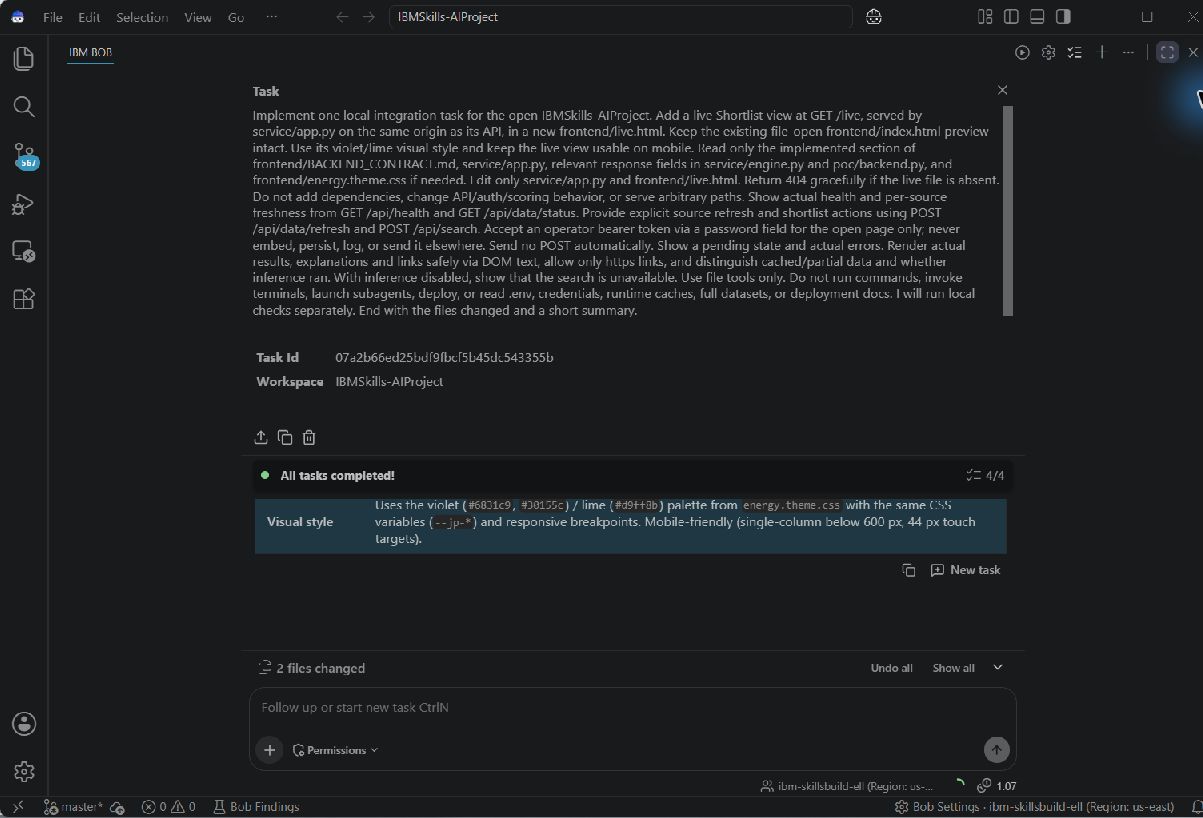 File Edit Selection View Go ··· IBMSkills-AIProject
IBM BOB
Task
Implement one local integration task for the open IBMSkills-AIProject. Add a live Shortlist view at GET /live, served by
service/app.py on the same origin as its API, in a new frontend/live.html. Keep the existing file-open frontend/index.html preview
intact. Use its violet/lime visual style and keep the live view usable on mobile. Read only the implemented section of
frontend/BACKEND_CONTRACT.md, service/app.py, relevant response fields in service/engine.py and poc/backend.py, and
frontend/energy.theme.css if needed. Edit only service/app.py and frontend/live.html. Return 404 gracefully if the live file is absent.
Do not add dependencies, change API/auth/scoring behavior, or serve arbitrary paths. Show actual health and per-source
freshness from GET /api/health and GET /api/data/status. Provide explicit source refresh and shortlist actions using POST
/api/data/refresh and POST /api/search. Accept an operator bearer token via a password field for the open page only; never
embed, persist, log, or send it elsewhere. Send no POST automatically. Show a pending state and actual errors. Render actual
results, explanations and links safely via DOM text, allow only https links, and distinguish cached/partial data and whether
inference ran. With inference disabled, show that the search is unavailable. Use file tools only. Do not run commands, invoke
terminals, launch subagents, deploy, or read .env, credentials, runtime caches, full datasets, or deployment docs. I will run local
checks separately. End with the files changed and a short summary.
Task Id 07a2b66ed25bdf9fbcf5b45dc543355b
Workspace IBMSkills-AIProject
All tasks completed! 4/4
Uses the violet (#6831c9, #30155c) / lime (#d9ff8b) palette from energy.theme.css with the same CSS
Visual style variables (--jp-*) and responsive breakpoints. Mobile-friendly (single-column below 600 px, 44 px touch
targets).
New task
2 files changed Undo all Show all
Follow up or start new task CtrlN
Permissions
ibm-skillsbuild-ell (Region: us-... 1.07
567
master* 0 0 Bob Findings Bob Settings · ibm-skillsbuild-ell (Region: us-east)